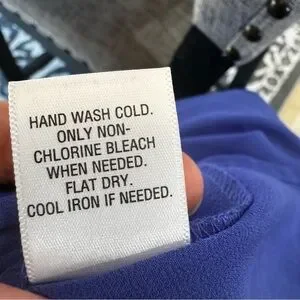 HAND WASH COLD.
ONLY NON-
CHLORINE BLEACH
WHEN NEEDED.
FLAT DRY.
COOL IRON IF NEEDED.